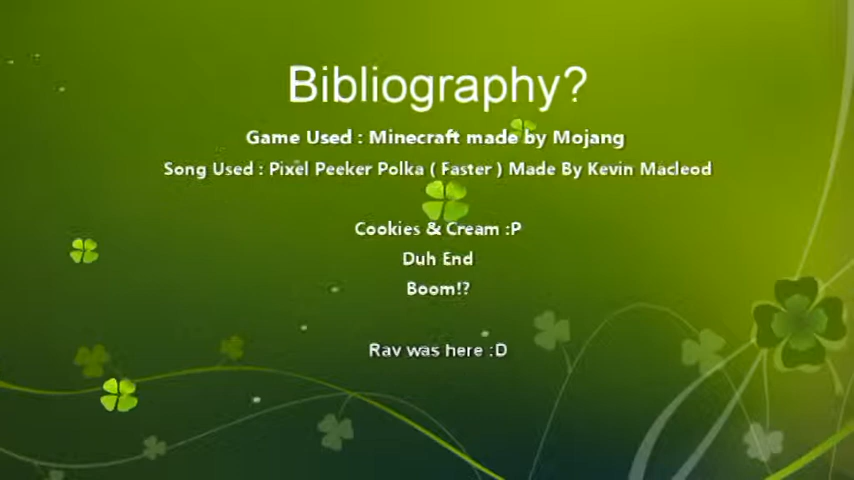 Bibliography?
Game Used : Minecraft made by Mojang
Song Used : Pixel Peeker Polka ( Faster ) Made By Kevin Macleod
Cookies & Cream :P
Duh End
Boom!?
Rav was here :D